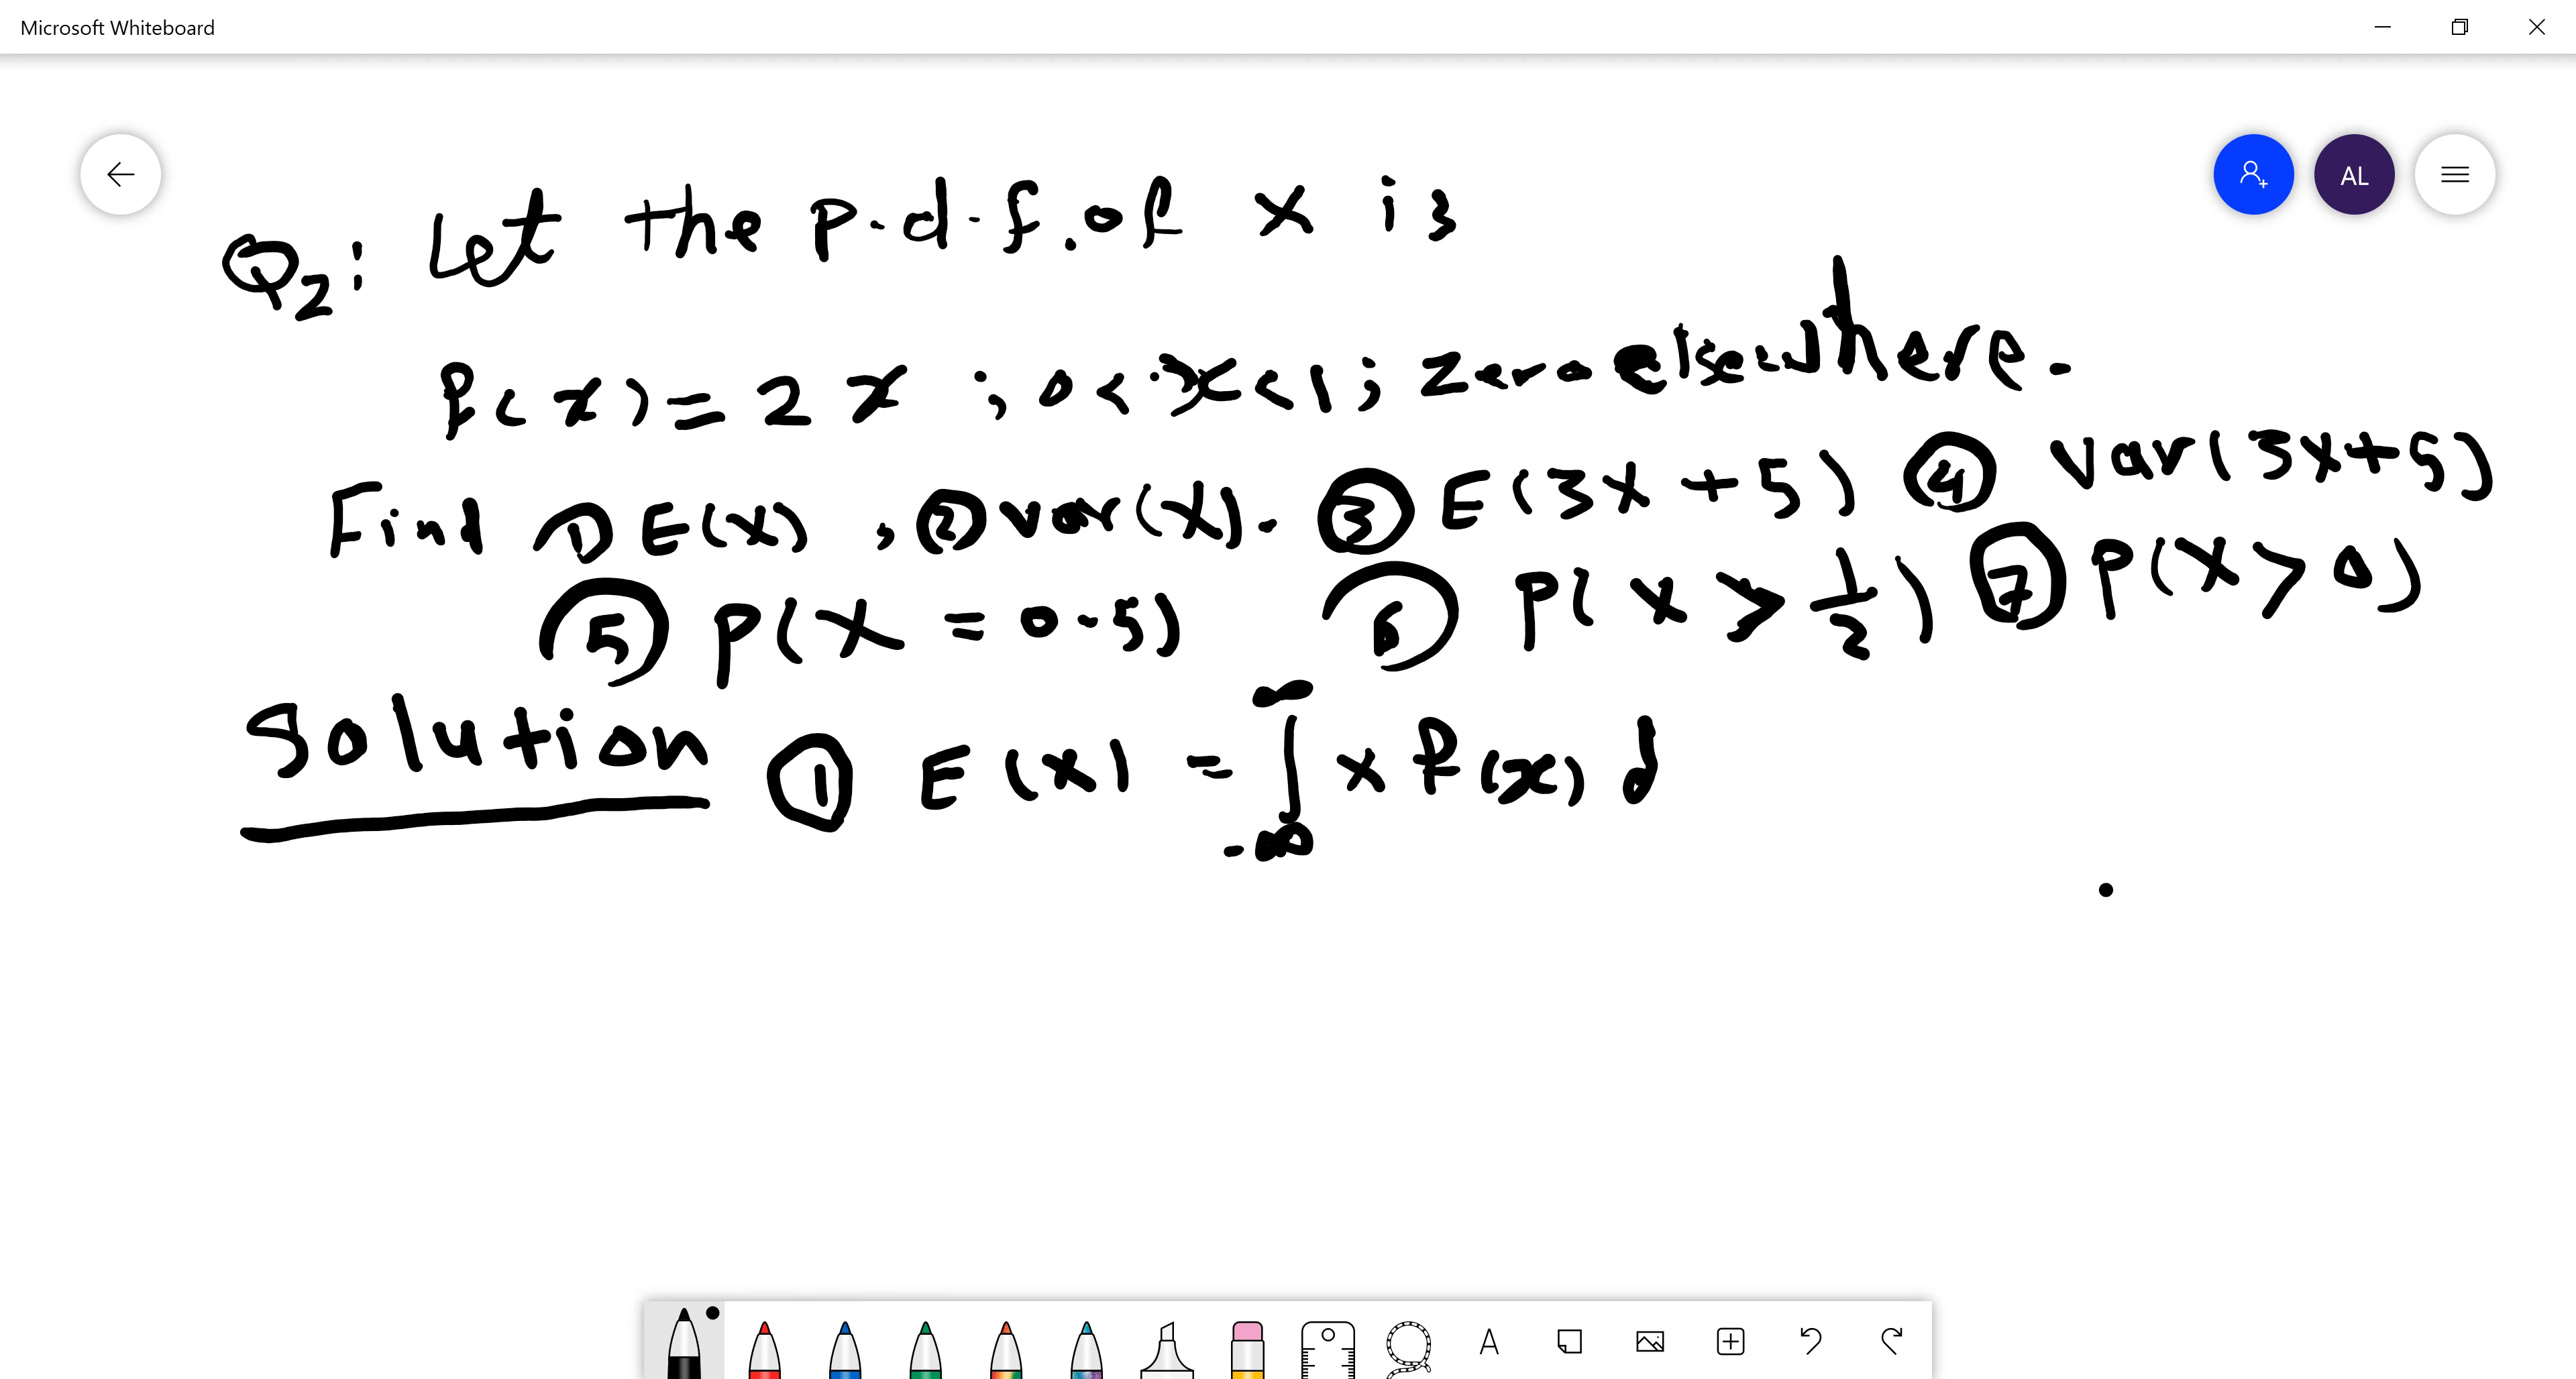 Microsoft Whiteboard
AL
Q2: Let the p.d.f. of X is
f(x) = 2x ; 0 < x < 1 ; zero elsewhere.
Find ① E(X) , ② var(X). ③ E(3X + 5) ④ var(3X+5)
⑤ P(X = 0.5) ⑥ P(X > 1/2) ⑦ P(X > 0)
Solution ① E(X) = ∫_{-∞}^{∞} x f(x) d
A